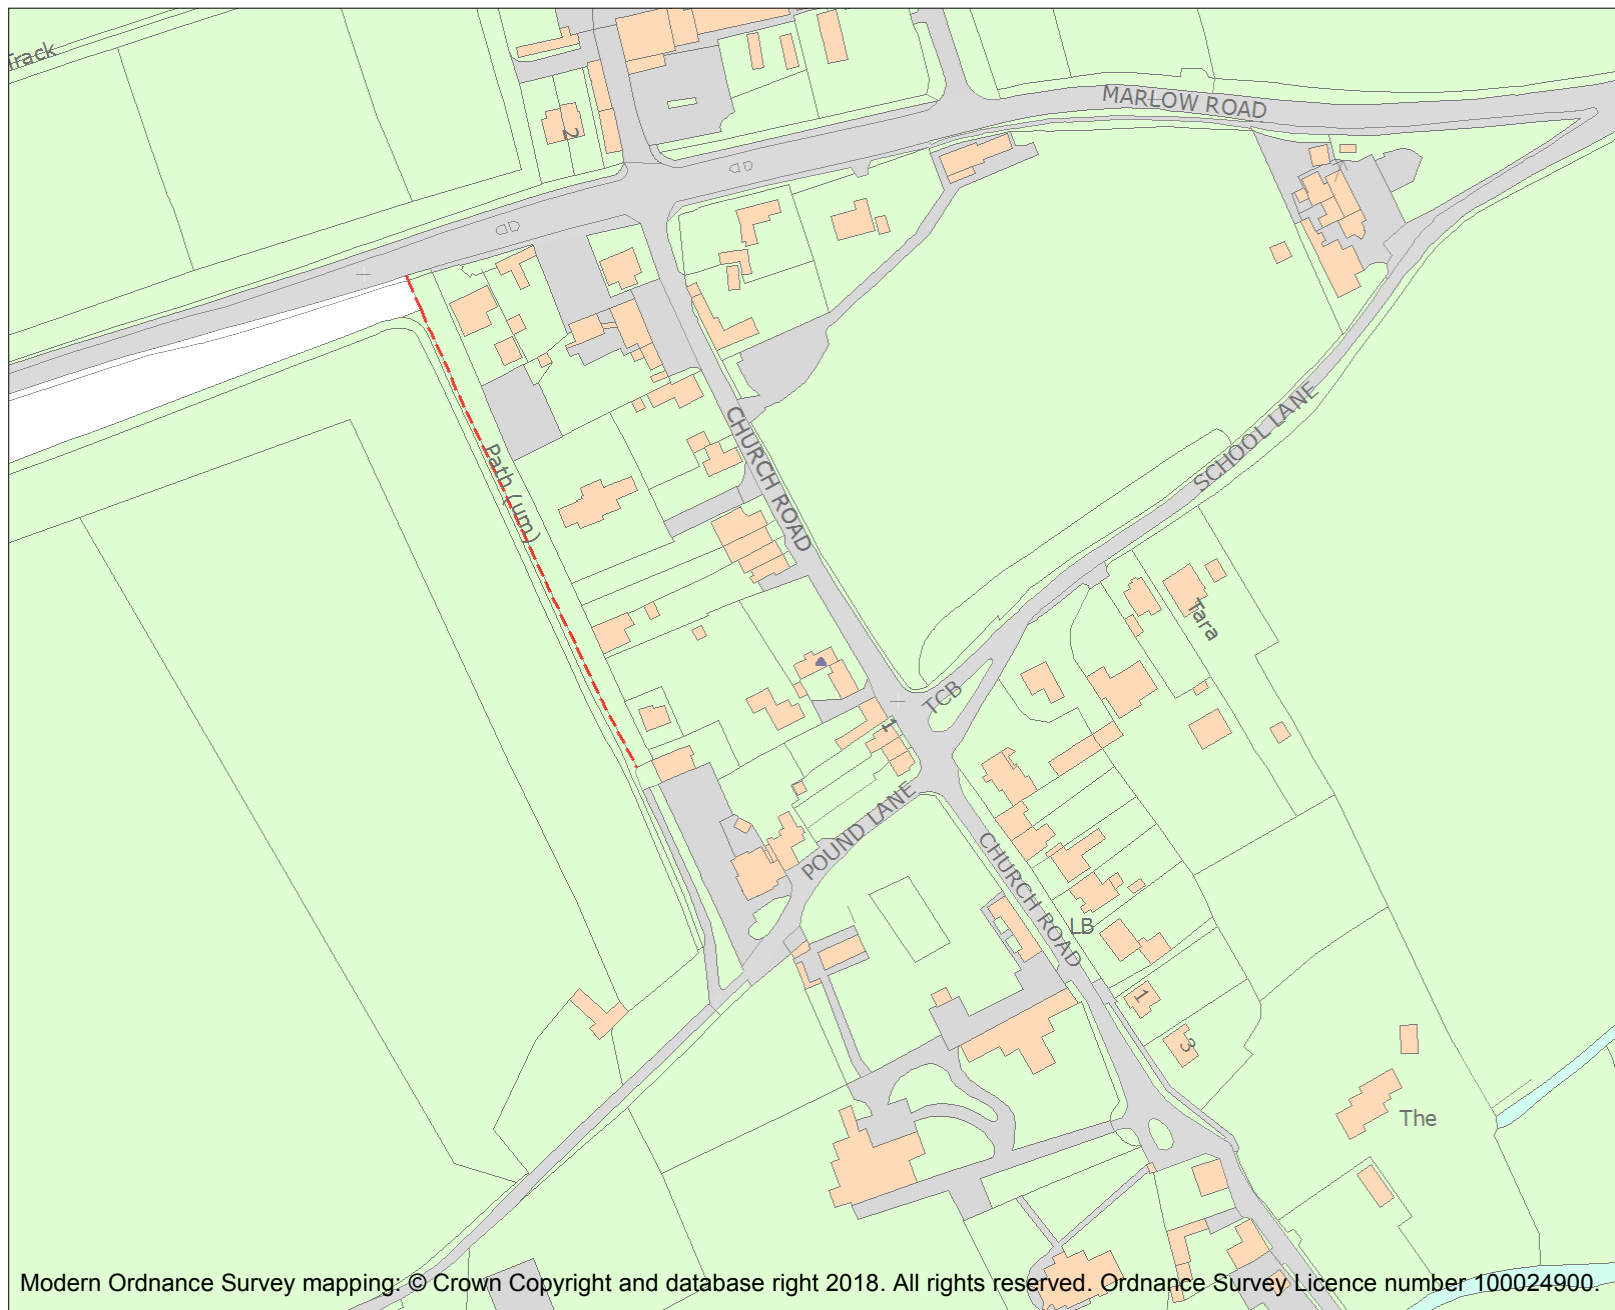 Track
MARLOW ROAD
2
CHURCH ROAD
SCHOOL LANE
Path (um)
Tara
TCB
1
POUND LANE
CHURCH ROAD
LB
1
3
The
Modern Ordnance Survey mapping: © Crown Copyright and database right 2018. All rights reserved. Ordnance Survey Licence number 100024900.